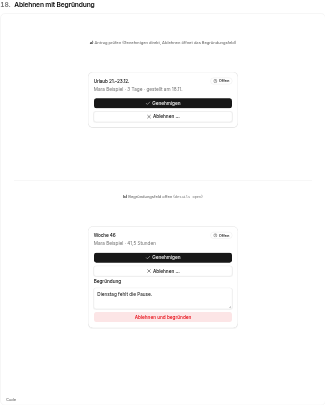 18. Ablehnen mit Begründung
a) Antrag prüfen (Genehmigen direkt, Ablehnen öffnet das Begründungsfeld)
Urlaub 21.–23.12. Offen
Mara Beispiel · 3 Tage · gestellt am 18.11.
Genehmigen
Ablehnen …
b) Begründungsfeld offen (details open)
Woche 46 Offen
Mara Beispiel · 41,5 Stunden
Genehmigen
Ablehnen …
Begründung
Dienstag fehlt die Pause.
Ablehnen und begründen
Code